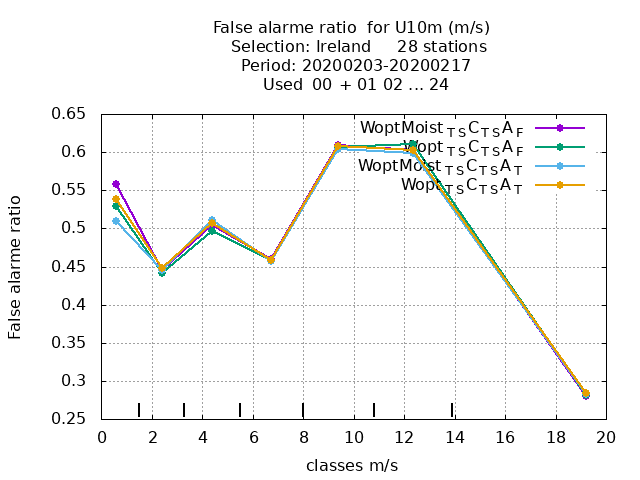 False alarme ratio for U10m (m/s)
Selection: Ireland 28 stations
Period: 20200203-20200217
Used 00 + 01 02 ... 24
0.65
0.6
0.55
0.5
0.45
0.4
0.35
0.3
0.25
False alarme ratio
WoptMoist TS C TS A F
Wopt TS C TS A F
WoptMoist TS C TS A T
Wopt TS C TS A T
0 2 4 6 8 10 12 14 16 18 20
classes m/s